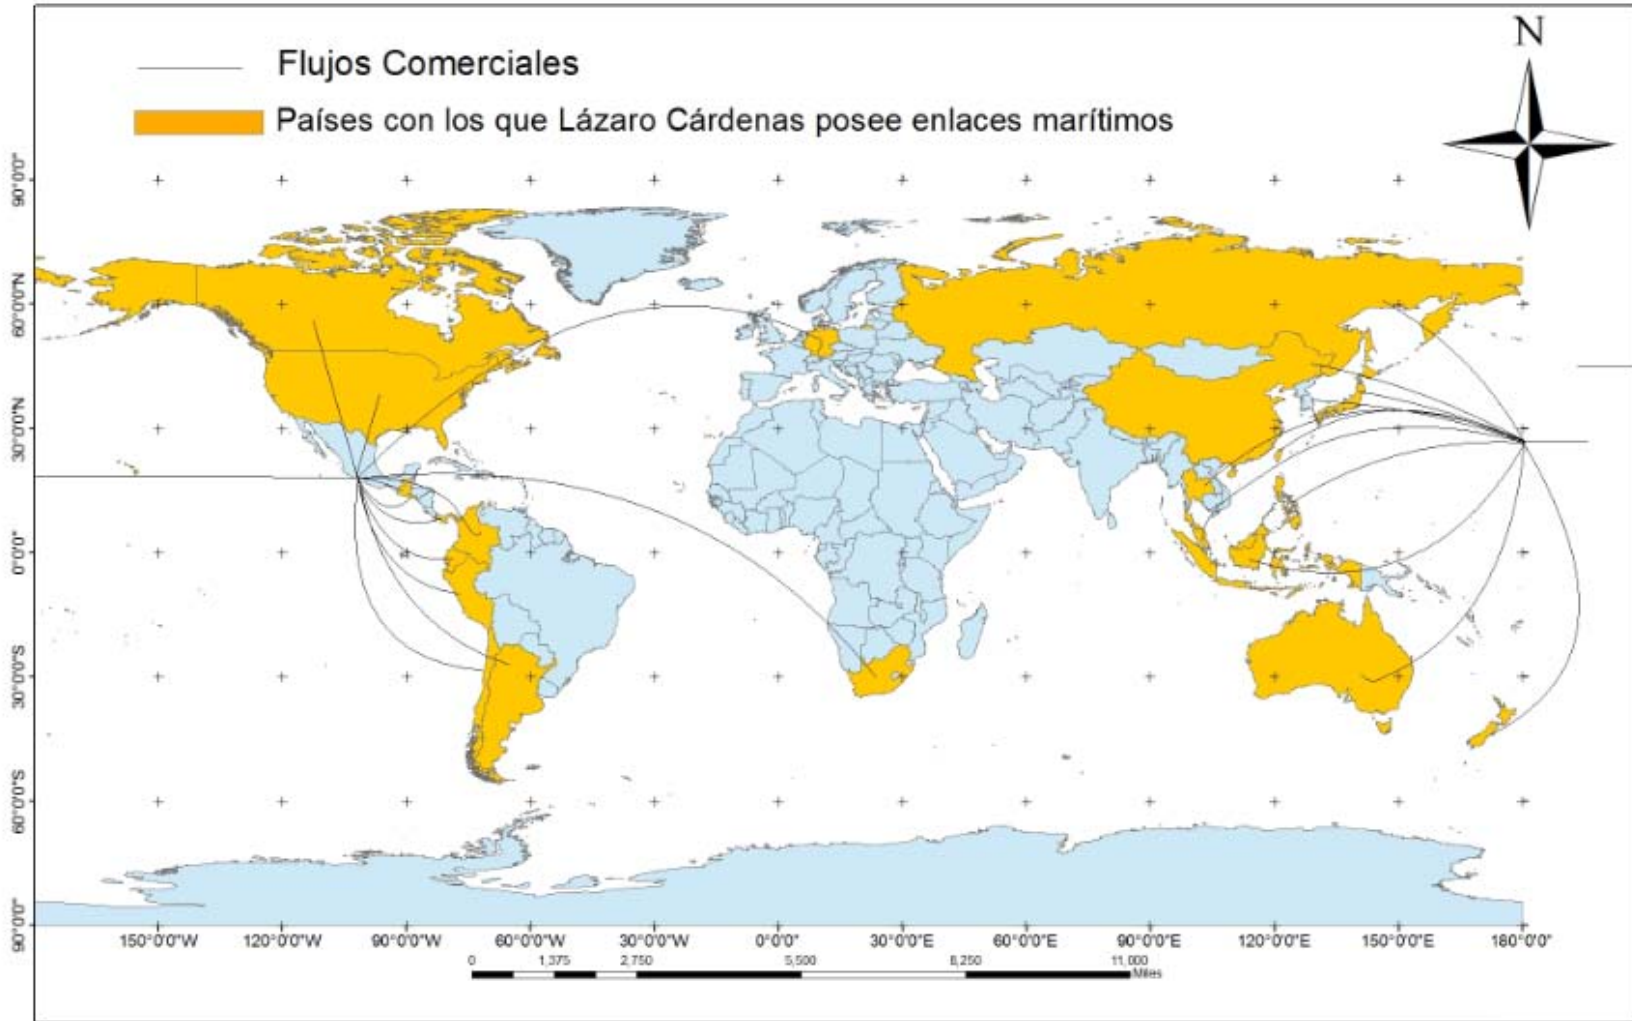 N
Flujos Comerciales
Países con los que Lázaro Cárdenas posee enlaces marítimos
90°0'0"
60°0'0"N
30°0'0"N
0°0'0"
30°0'0"S
60°0'0"S
90°0'0"
150°0'0"W 120°0'0"W 90°0'0"W 60°0'0"W 30°0'0"W 0°0'0" 30°0'0"E 60°0'0"E 90°0'0"E 120°0'0"E 150°0'0"E 180°0'0"
0 1,375 2,750 5,500 8,250 11,000
Miles